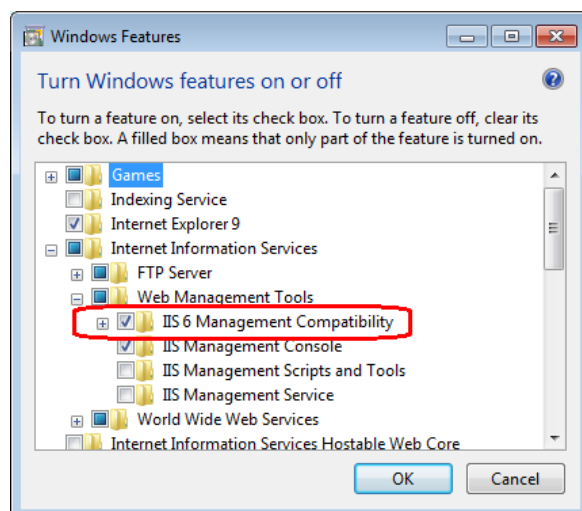 Windows Features
Turn Windows features on or off
To turn a feature on, select its check box. To turn a feature off, clear its
check box. A filled box means that only part of the feature is turned on.
Games
Indexing Service
Internet Explorer 9
Internet Information Services
FTP Server
Web Management Tools
IIS 6 Management Compatibility
IIS Management Console
IIS Management Scripts and Tools
IIS Management Service
World Wide Web Services
Internet Information Services Hostable Web Core
OK Cancel